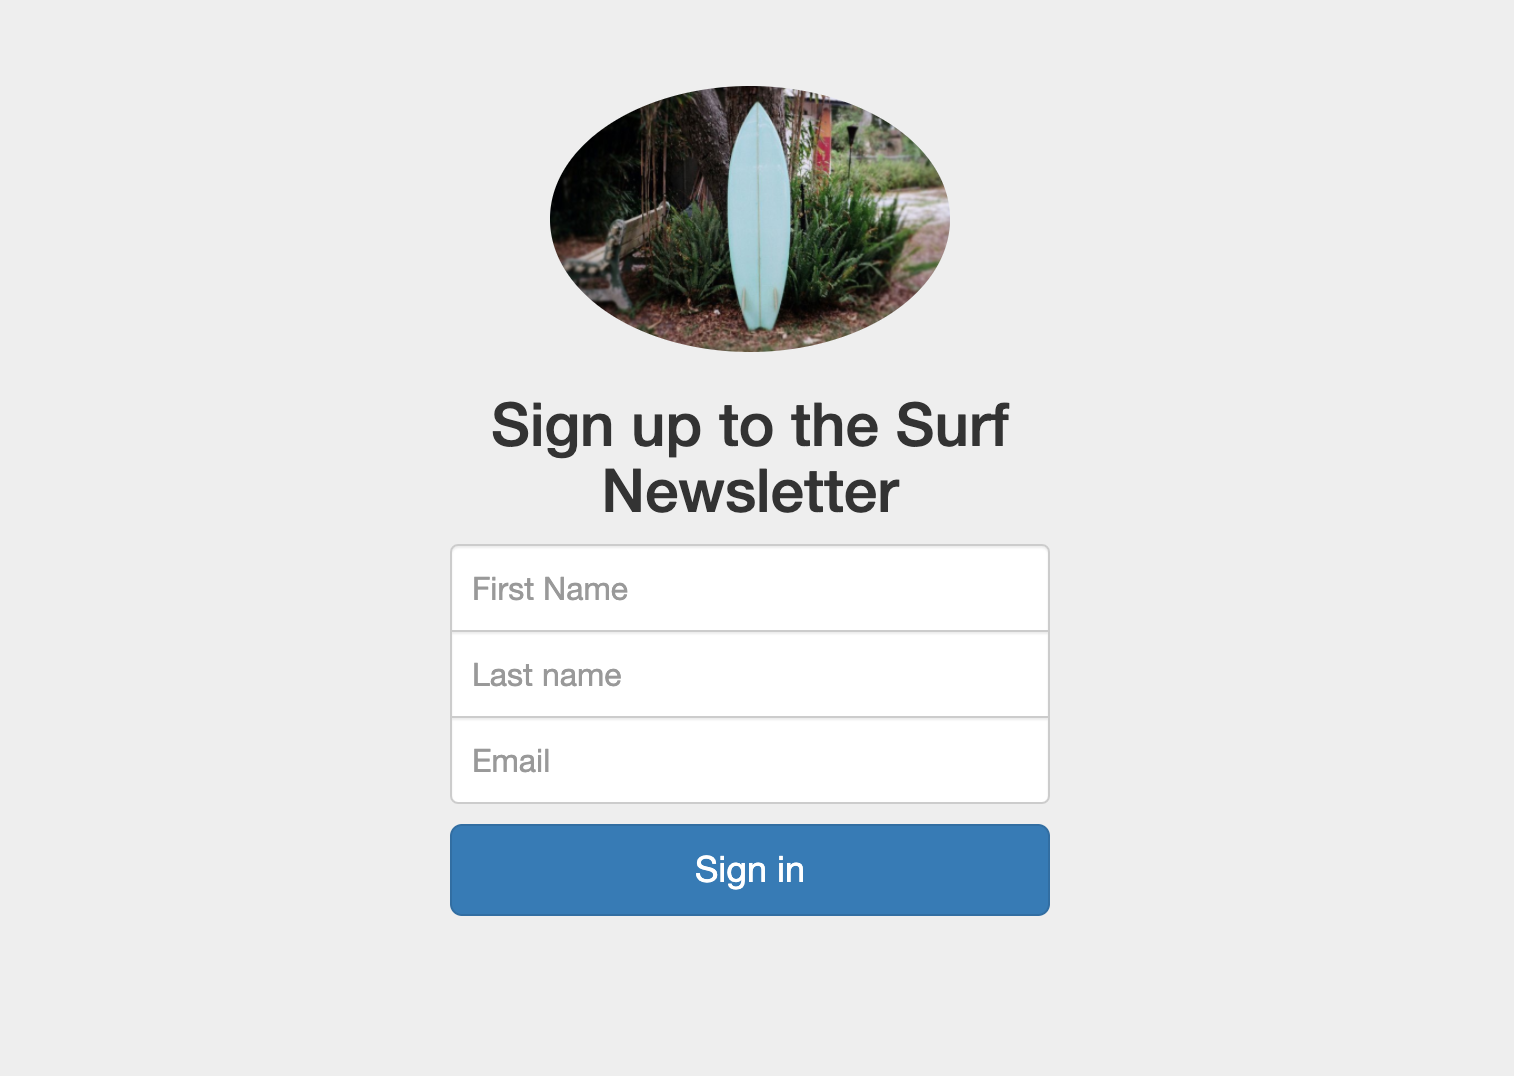 Sign up to the Surf
Newsletter
First Name
Last name
Email
Sign in